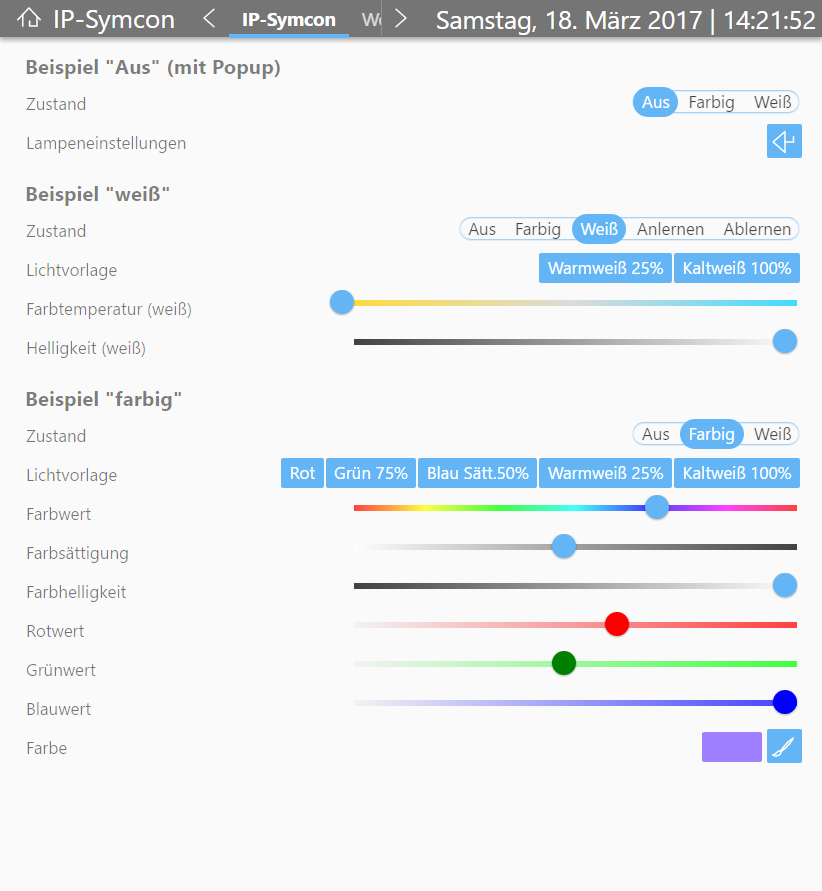 IP-Symcon IP-Symcon Samstag, 18. März 2017 | 14:21:52
Beispiel "Aus" (mit Popup)
Zustand Aus Farbig Weiß
Lampeneinstellungen
Beispiel "weiß"
Zustand Aus Farbig Weiß Anlernen Ablernen
Lichtvorlage Warmweiß 25% Kaltweiß 100%
Farbtemperatur (weiß)
Helligkeit (weiß)
Beispiel "farbig"
Zustand Aus Farbig Weiß
Lichtvorlage Rot Grün 75% Blau Sätt.50% Warmweiß 25% Kaltweiß 100%
Farbwert
Farbsättigung
Farbhelligkeit
Rotwert
Grünwert
Blauwert
Farbe